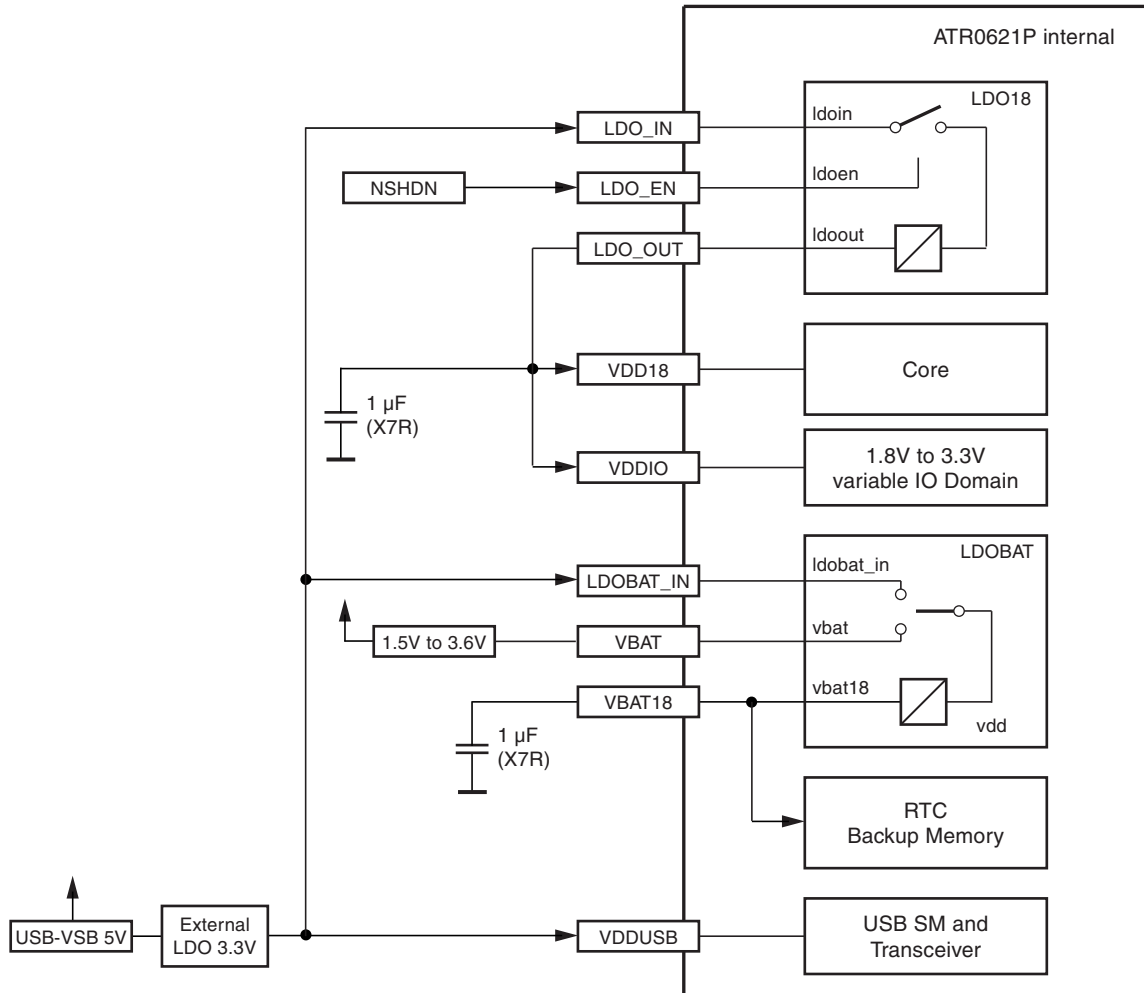 ATR0621P internal
LDO18
LDO_IN
ldoin
NSHDN
LDO_EN
ldoen
LDO_OUT
ldoout
VDD18
Core
1 µF
(X7R)
VDDIO
1.8V to 3.3V
variable IO Domain
LDOBAT
LDOBAT_IN
ldobat_in
1.5V to 3.6V
VBAT
vbat
VBAT18
vbat18
vdd
1 µF
(X7R)
RTC
Backup Memory
USB-VSB 5V
External
LDO 3.3V
VDDUSB
USB SM and
Transceiver